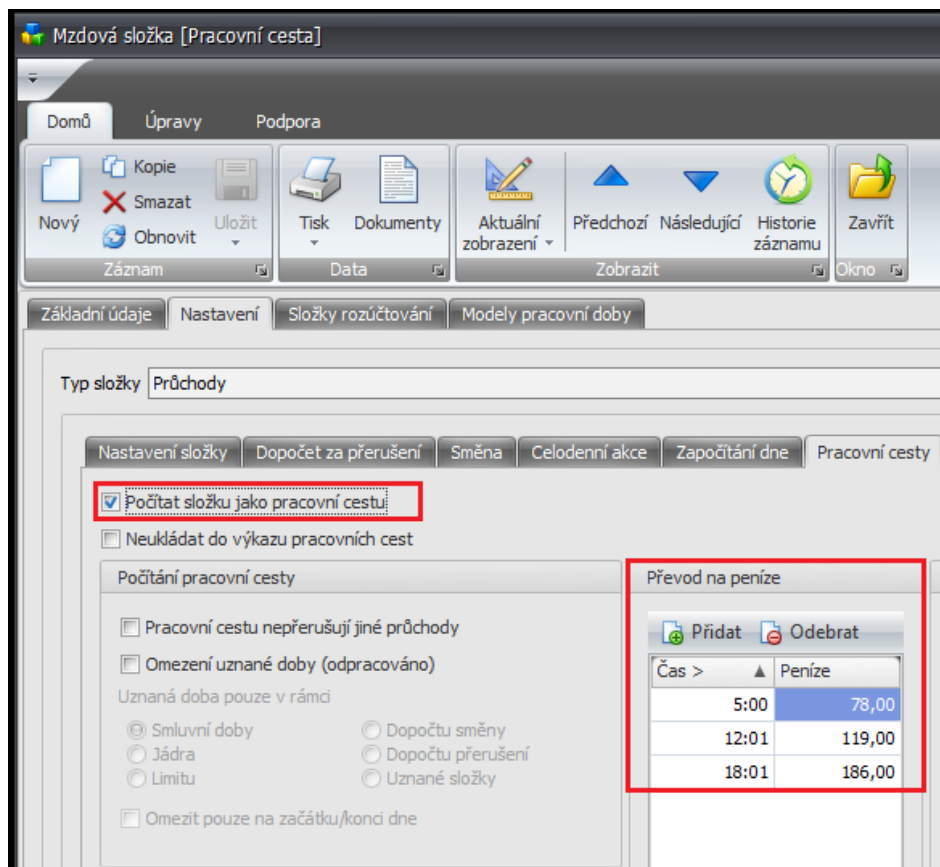 Mzdová složka [Pracovní cesta]
Domů Úpravy Podpora
Nový
Kopie
Smazat
Obnovit
Uložit
Tisk
Dokumenty
Aktuální
zobrazení
Předchozí
Následující
Historie
záznamu
Zavřít
Záznam Data Zobrazit Okno
Základní údaje Nastavení Složky rozúčtování Modely pracovní doby
Typ složky Průchody
Nastavení složky Dopočet za přerušení Směna Celodenní akce Započítání dne Pracovní cesty
Počítat složku jako pracovní cestu
Neukládat do výkazu pracovních cest
Počítání pracovní cesty
Pracovní cestu nepřerušují jiné průchody
Omezení uznané doby (odpracováno)
Uznaná doba pouze v rámci
Smluvní doby Dopočtu směny
Jádra Dopočtu přerušení
Limitu Uznané složky
Omezit pouze na začátku/konci dne
Převod na peníze
Přidat Odebrat
Čas > Peníze
5:00 78,00
12:01 119,00
18:01 186,00